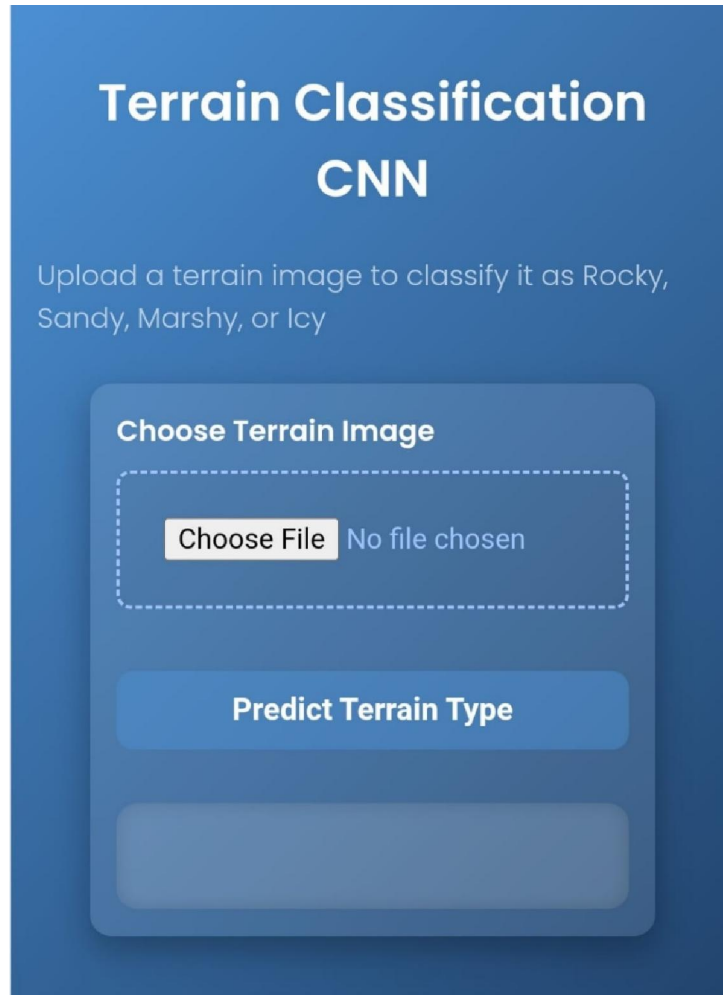 Terrain Classification
CNN
Upload a terrain image to classify it as Rocky,
Sandy, Marshy, or Icy
Choose Terrain Image
Choose File No file chosen
Predict Terrain Type